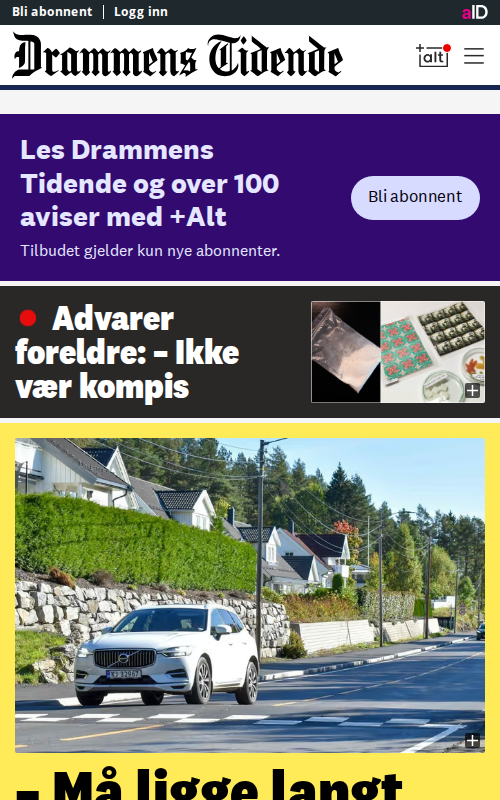 Bli abonnent
Logg inn
aID
Drammens Tidende
+alt
Les Drammens
Tidende og over 100
aviser med +Alt
Tilbudet gjelder kun nye abonnenter.
Bli abonnent
Advarer
foreldre: – Ikke
vær kompis
– Må ligge langt